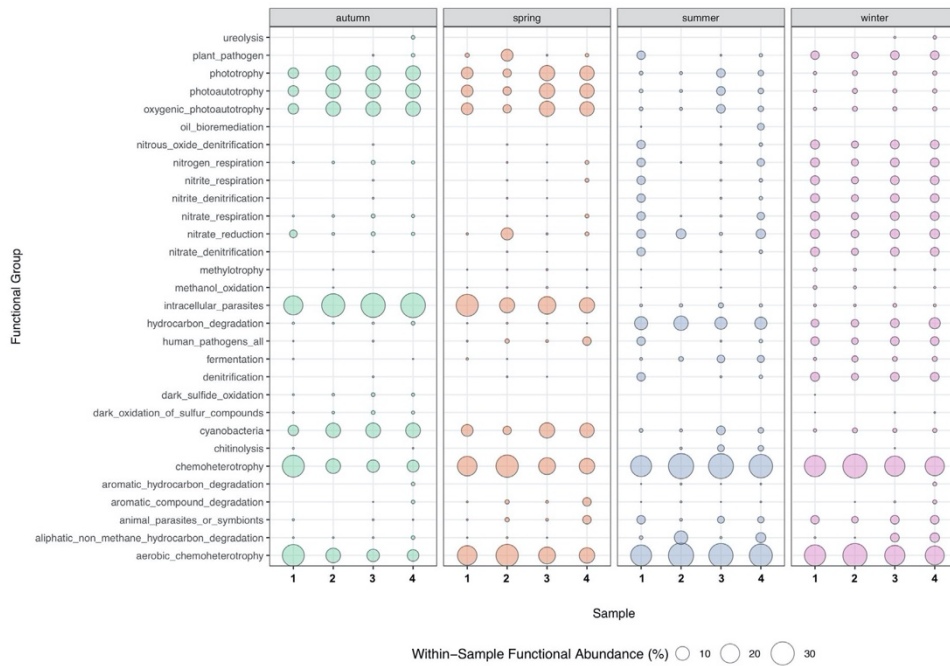 autumn spring summer winter
ureolysis
plant_pathogen
phototrophy
photoautotrophy
oxygenic_photoautotrophy
oil_bioremediation
nitrous_oxide_denitrification
nitrogen_respiration
nitrite_respiration
nitrite_denitrification
nitrate_respiration
nitrate_reduction
nitrate_denitrification
methylotrophy
methanol_oxidation
intracellular_parasites
hydrocarbon_degradation
human_pathogens_all
fermentation
denitrification
dark_sulfide_oxidation
dark_oxidation_of_sulfur_compounds
cyanobacteria
chitinolysis
chemoheterotrophy
aromatic_hydrocarbon_degradation
aromatic_compound_degradation
animal_parasites_or_symbionts
aliphatic_non_methane_hydrocarbon_degradation
aerobic_chemoheterotrophy
Functional Group
1 2 3 4 1 2 3 4 1 2 3 4 1 2 3 4
Sample
Within−Sample Functional Abundance (%) 10 20 30